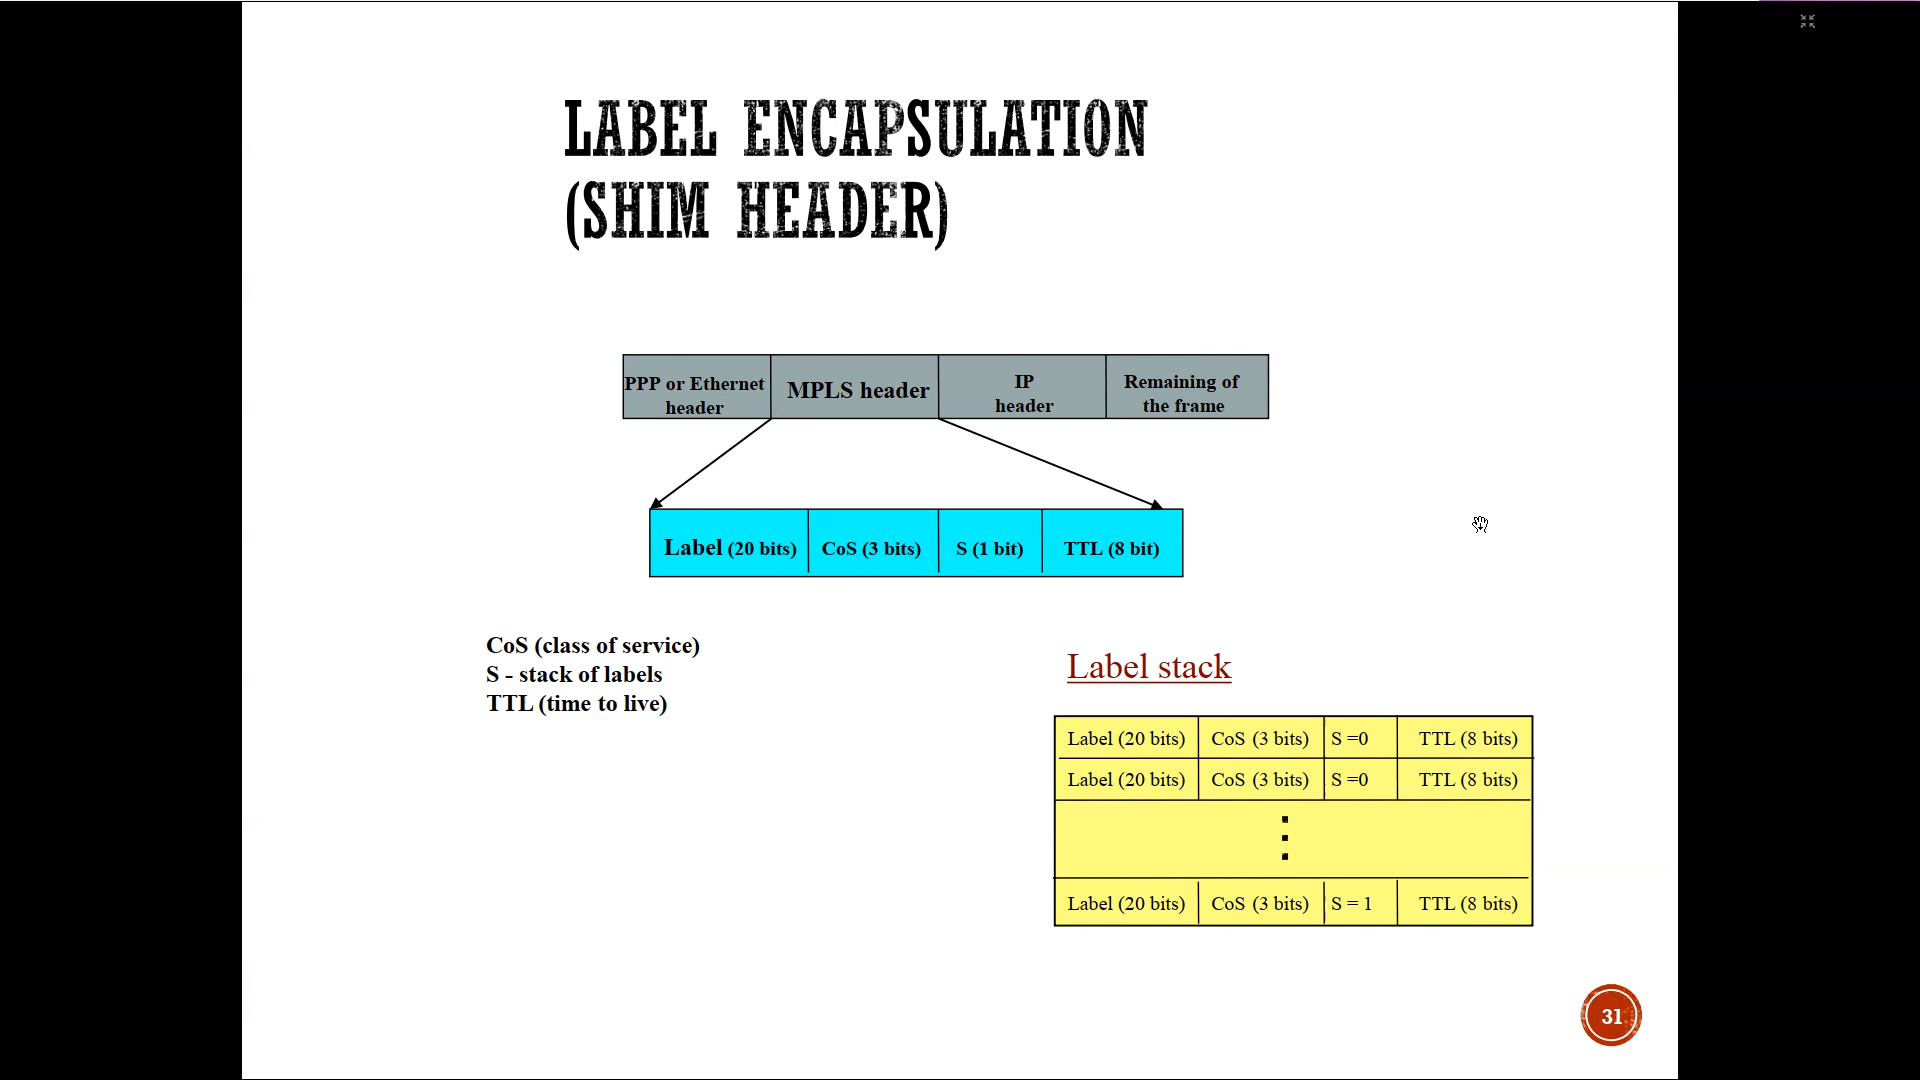 LABEL ENCAPSULATION
(SHIM HEADER)
PPP or Ethernet
header
MPLS header
IP
header
Remaining of
the frame
Label (20 bits)
CoS (3 bits)
S (1 bit)
TTL (8 bit)
CoS (class of service)
S - stack of labels
TTL (time to live)
Label stack
Label (20 bits) CoS (3 bits) S =0 TTL (8 bits)
Label (20 bits) CoS (3 bits) S =0 TTL (8 bits)
Label (20 bits) CoS (3 bits) S = 1 TTL (8 bits)
31